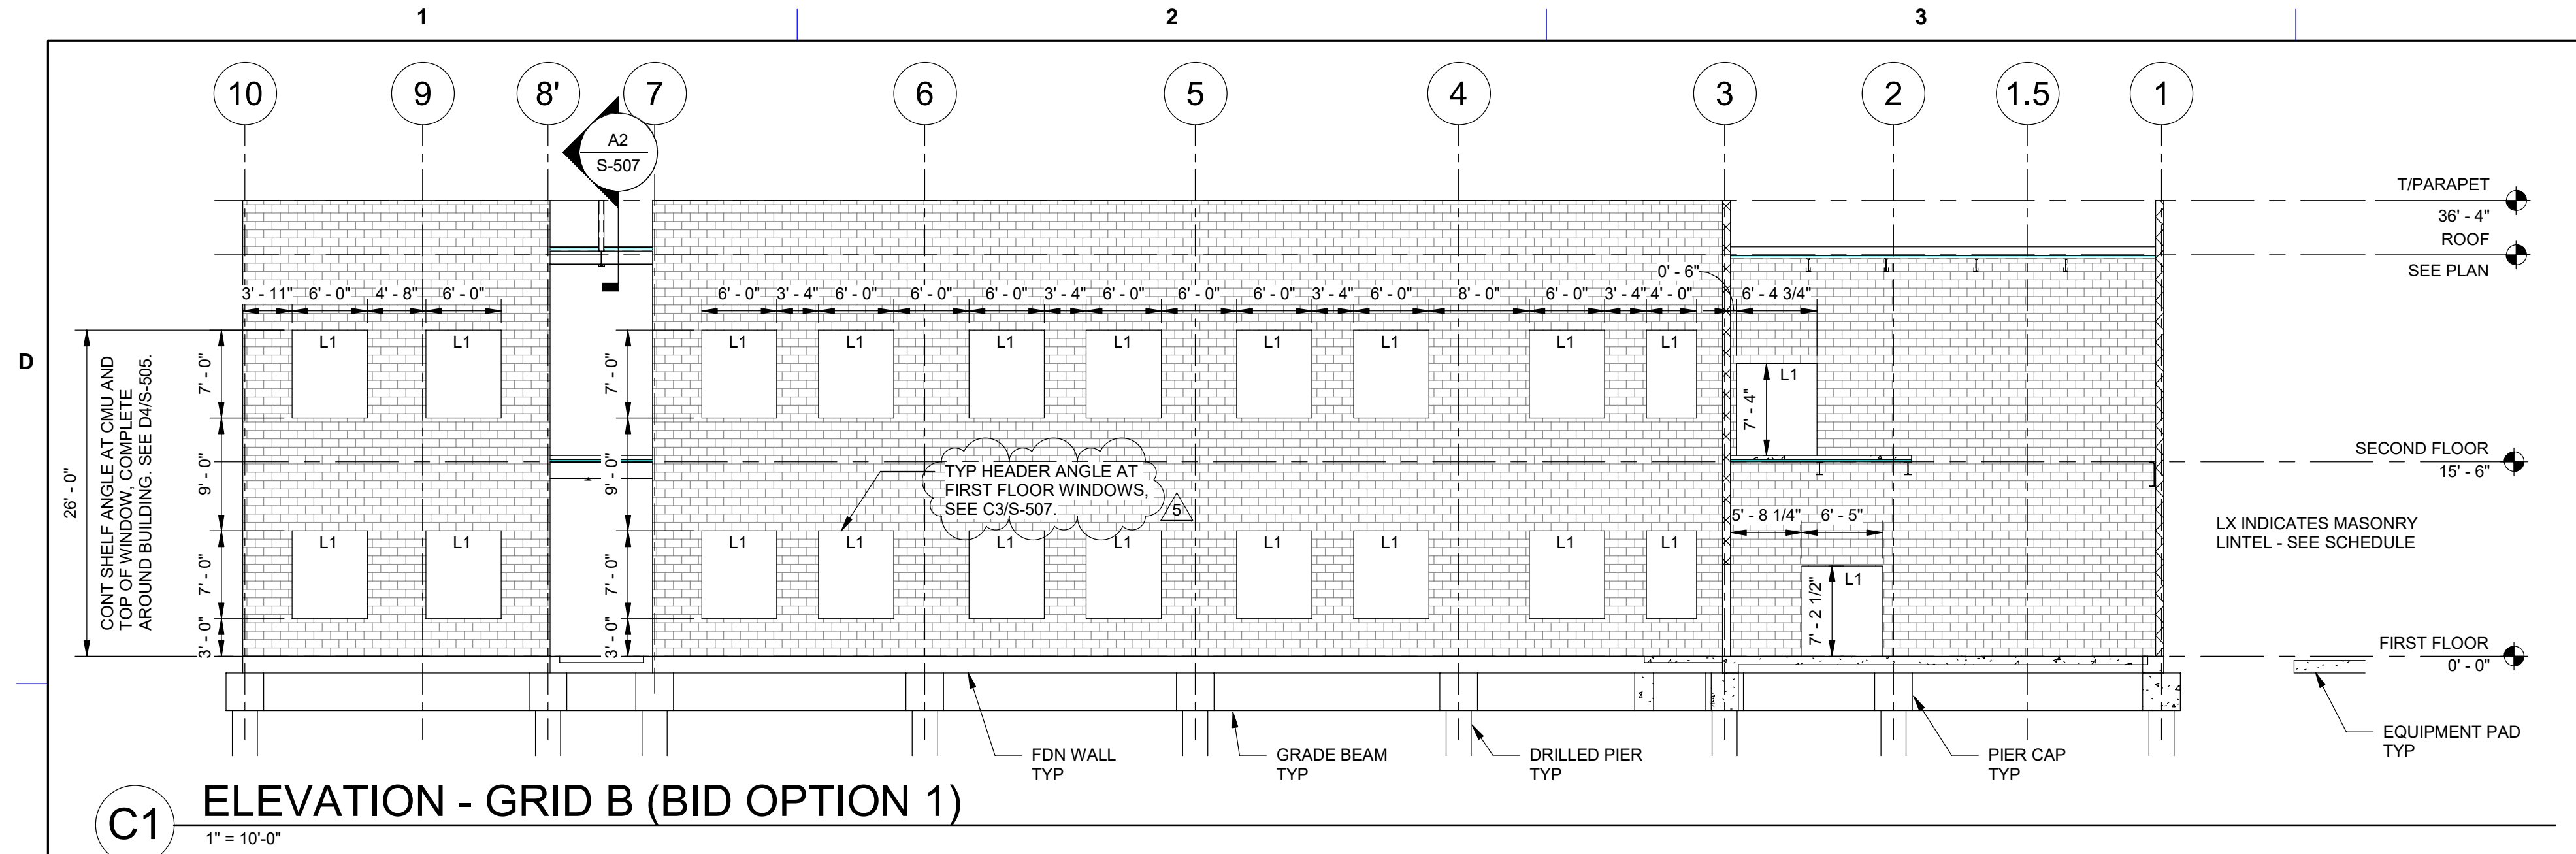 1 2 3
10 9 8' 7 6 5 4 3 2 1.5 1
A2
S-507
T/PARAPET
36' - 4"
ROOF
SEE PLAN
0' - 6"
3' - 11" 6' - 0" 4' - 8" 6' - 0" 6' - 0" 3' - 4" 6' - 0" 6' - 0" 6' - 0" 3' - 4" 6' - 0" 6' - 0" 6' - 0" 3' - 4" 6' - 0" 8' - 0" 6' - 0" 3' - 4" 4' - 0" 6' - 4 3/4"
L1 L1 L1 L1 L1 L1 L1 L1 L1 L1
D
L1
7' - 4"
26' - 0"
CONT SHELF ANGLE AT CMU AND
TOP OF WINDOW, COMPLETE
AROUND BUILDING. SEE D4/S-505.
7' - 0"
9' - 0"
7' - 0"
3' - 0"
7' - 0"
9' - 0"
7' - 0"
3' - 0"
TYP HEADER ANGLE AT
FIRST FLOOR WINDOWS,
SEE C3/S-507.
5
SECOND FLOOR
15' - 6"
5' - 8 1/4" 6' - 5"
LX INDICATES MASONRY
LINTEL - SEE SCHEDULE
L1 L1 L1 L1 L1 L1 L1 L1 L1 L1
L1
7' - 2 1/2"
FIRST FLOOR
0' - 0"
FDN WALL
TYP
GRADE BEAM
TYP
DRILLED PIER
TYP
PIER CAP
TYP
EQUIPMENT PAD
TYP
C1
ELEVATION - GRID B (BID OPTION 1)
1" = 10'-0"